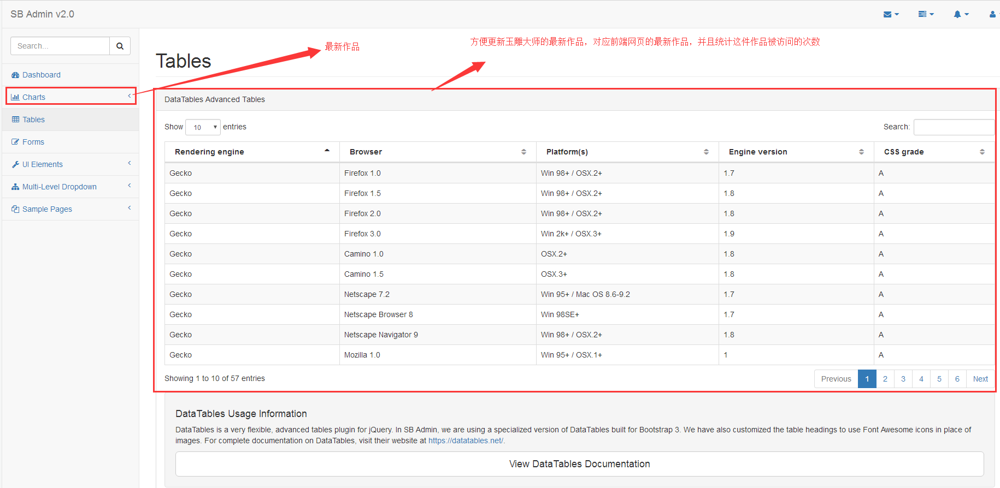 SB Admin v2.0
Search...
Dashboard
Charts
Tables
Forms
UI Elements
Multi-Level Dropdown
Sample Pages
最新作品
方便更新玉雕大师的最新作品，对应前端网页的最新作品，并且统计这件作品被访问的次数
Tables
DataTables Advanced Tables
Show 10 entries
Search:
Rendering engine Browser Platform(s) Engine version CSS grade
Gecko Firefox 1.0 Win 98+ / OSX.2+ 1.7 A
Gecko Firefox 1.5 Win 98+ / OSX.2+ 1.8 A
Gecko Firefox 2.0 Win 98+ / OSX.2+ 1.8 A
Gecko Firefox 3.0 Win 2k+ / OSX.3+ 1.9 A
Gecko Camino 1.0 OSX.2+ 1.8 A
Gecko Camino 1.5 OSX.3+ 1.8 A
Gecko Netscape 7.2 Win 95+ / Mac OS 8.6-9.2 1.7 A
Gecko Netscape Browser 8 Win 98SE+ 1.7 A
Gecko Netscape Navigator 9 Win 98+ / OSX.2+ 1.8 A
Gecko Mozilla 1.0 Win 95+ / OSX.1+ 1 A
Showing 1 to 10 of 57 entries
Previous 1 2 3 4 5 6 Next
DataTables Usage Information
DataTables is a very flexible, advanced tables plugin for jQuery. In SB Admin, we are using a specialized version of DataTables built for Bootstrap 3. We have also customized the table headings to use Font Awesome icons in place of
images. For complete documentation on DataTables, visit their website at https://datatables.net/.
View DataTables Documentation